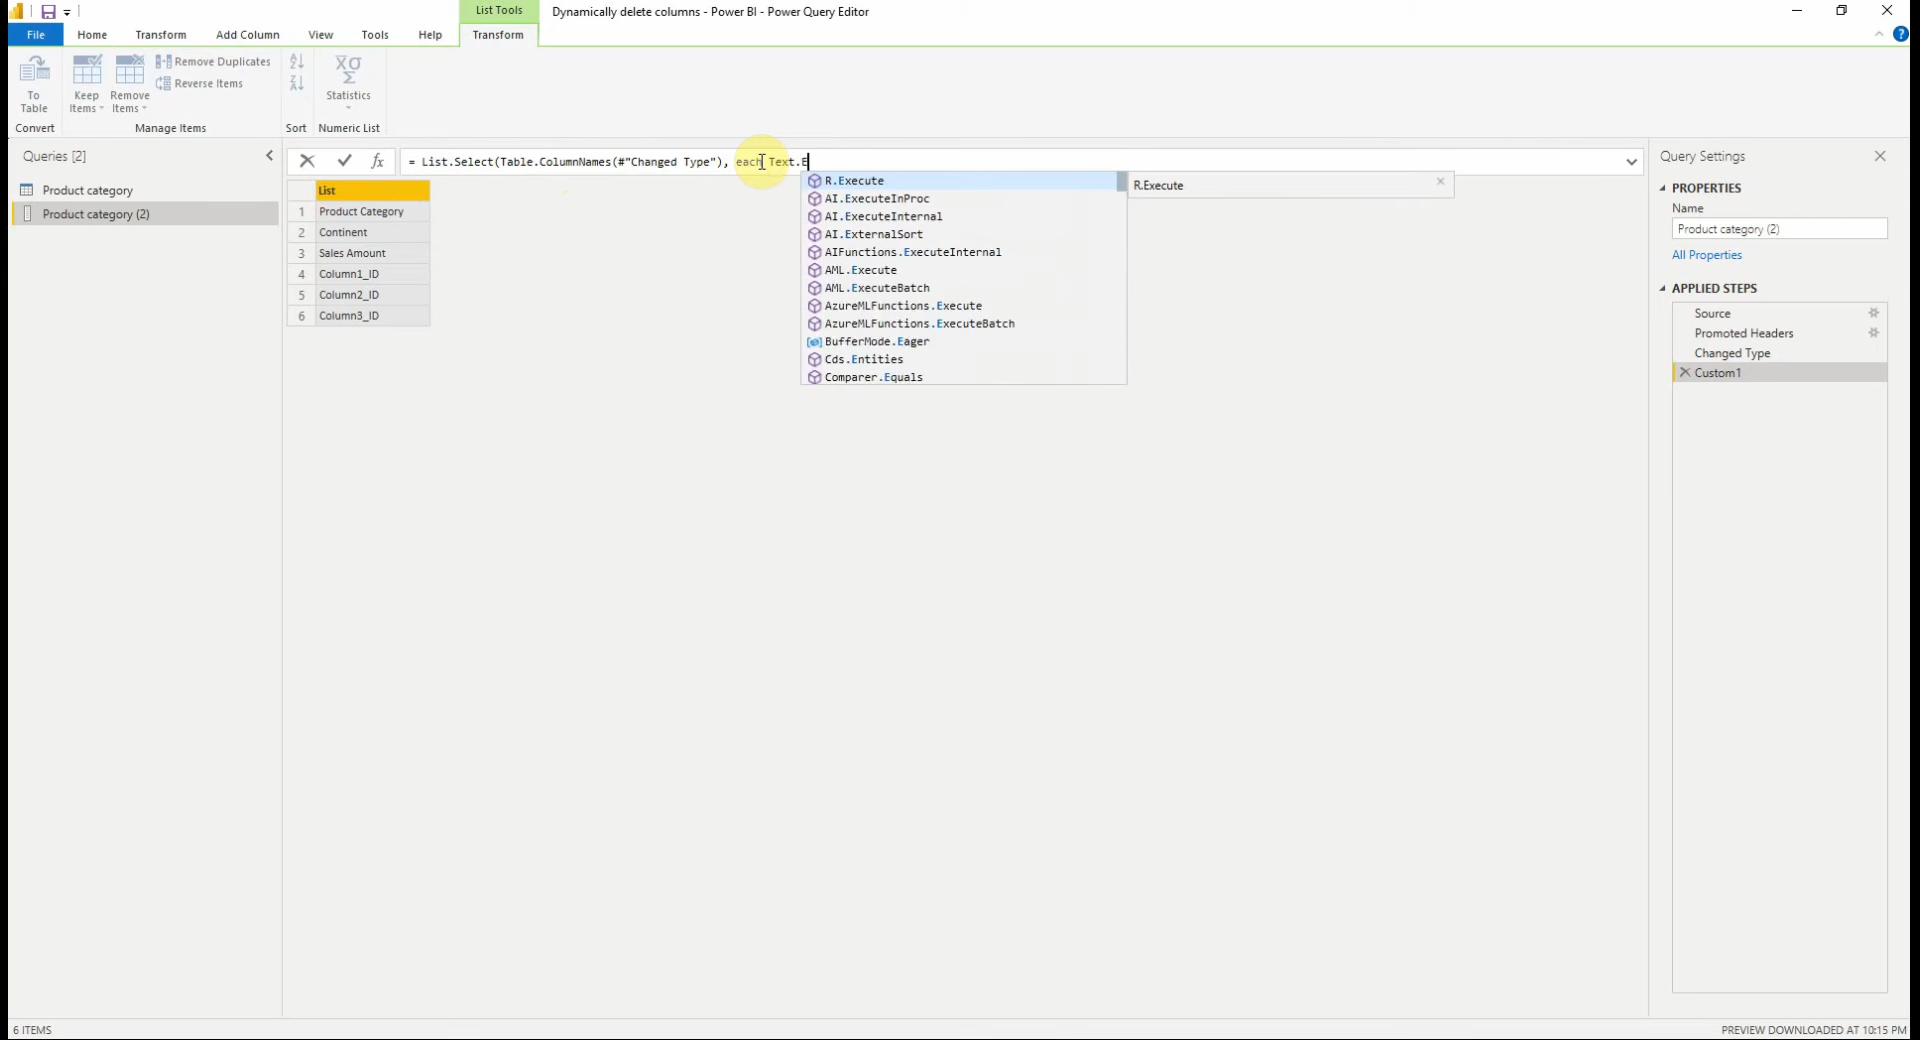 List Tools
Dynamically delete columns - Power BI - Power Query Editor
File Home Transform Add Column View Tools Help Transform
To Table
Keep Items
Remove Items
Remove Duplicates
Reverse Items
A Z
Z A
Xσ
Σ
Statistics
Convert Manage Items Sort Numeric List
Queries [2]
Product category
Product category (2)
fx
= List.Select(Table.ColumnNames(#"Changed Type"), each Text.E
List
1 Product Category
2 Continent
3 Sales Amount
4 Column1_ID
5 Column2_ID
6 Column3_ID
R.Execute
AI.ExecuteInProc
AI.ExecuteInternal
AI.ExternalSort
AIFunctions.ExecuteInternal
AML.Execute
AML.ExecuteBatch
AzureMLFunctions.Execute
AzureMLFunctions.ExecuteBatch
BufferMode.Eager
Cds.Entities
Comparer.Equals
R.Execute
Query Settings
PROPERTIES
Name
Product category (2)
All Properties
APPLIED STEPS
Source
Promoted Headers
Changed Type
Custom1
6 ITEMS
PREVIEW DOWNLOADED AT 10:15 PM